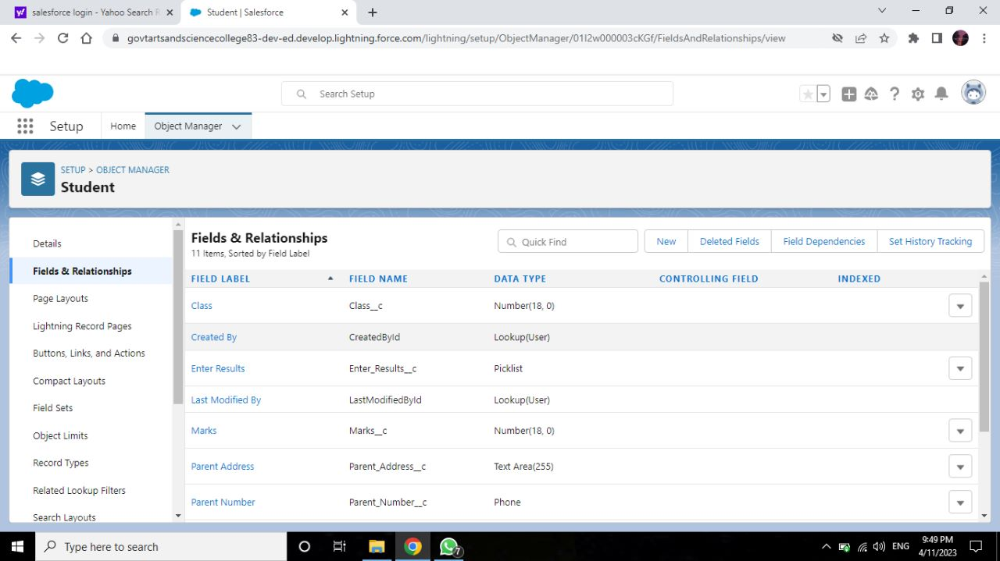 salesforce login - Yahoo Search R
Student | Salesforce
govtartsandsciencecollege83-dev-ed.develop.lightning.force.com/lightning/setup/ObjectManager/01I2w000003cKGf/FieldsAndRelationships/view
Search Setup
Setup
Home
Object Manager
SETUP > OBJECT MANAGER
Student
Details
Fields & Relationships
Page Layouts
Lightning Record Pages
Buttons, Links, and Actions
Compact Layouts
Field Sets
Object Limits
Record Types
Related Lookup Filters
Search Layouts
Fields & Relationships
11 Items, Sorted by Field Label
Quick Find
New
Deleted Fields
Field Dependencies
Set History Tracking
FIELD LABEL FIELD NAME DATA TYPE CONTROLLING FIELD INDEXED
Class Class__c Number(18, 0)
Created By CreatedById Lookup(User)
Enter Results Enter_Results__c Picklist
Last Modified By LastModifiedById Lookup(User)
Marks Marks__c Number(18, 0)
Parent Address Parent_Address__c Text Area(255)
Parent Number Parent_Number__c Phone
Type here to search
7
ENG
9:49 PM
4/11/2023